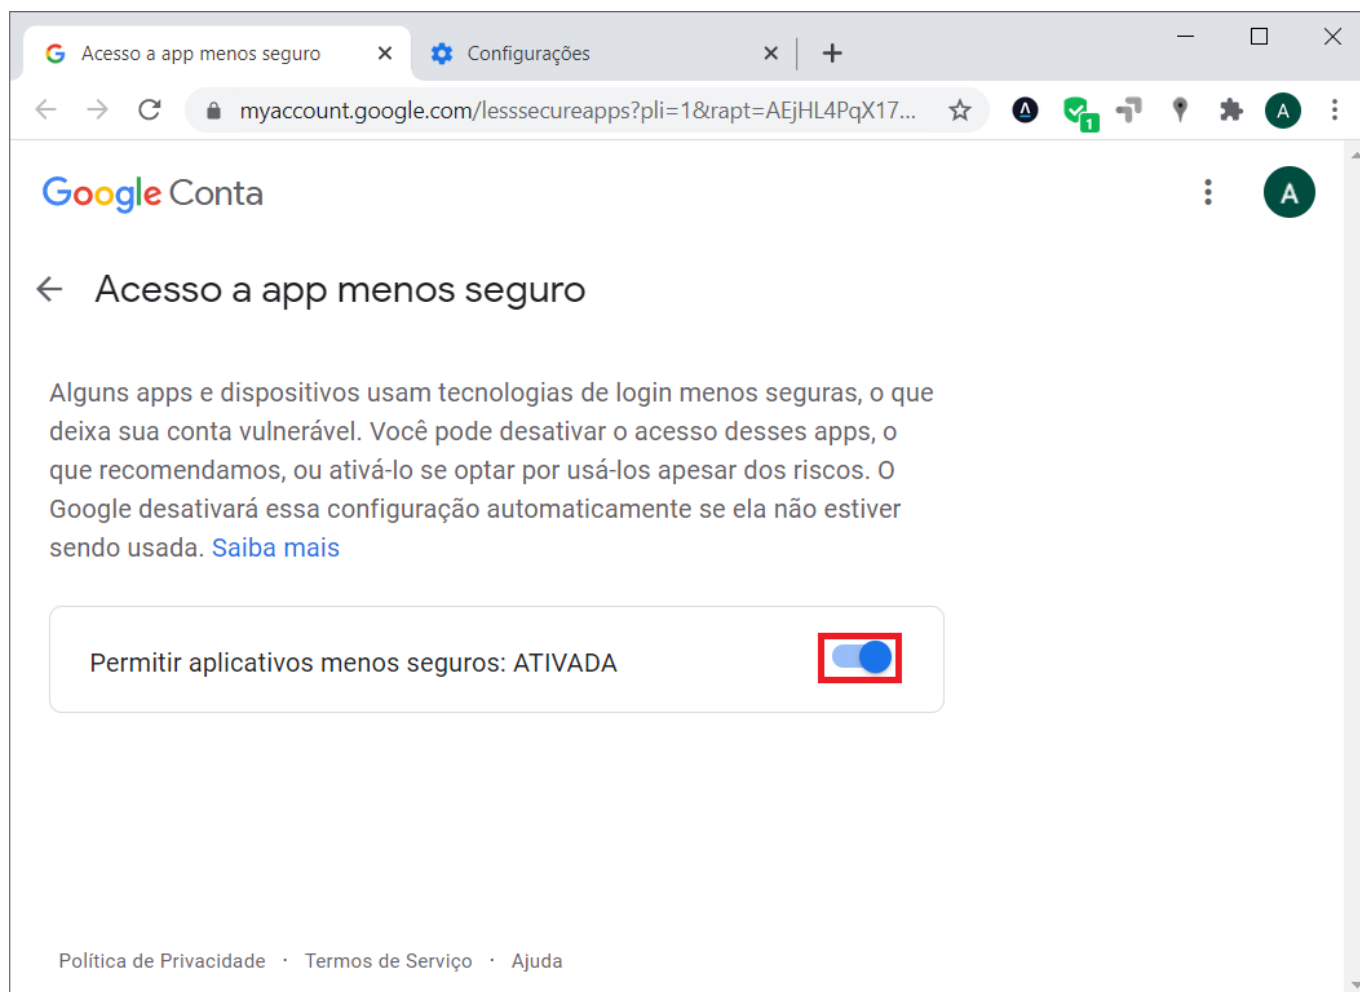 Acesso a app menos seguro
Configurações
myaccount.google.com/lesssecureapps?pli=1&rapt=AEjHL4PqX17...
1
A
Google Conta
A
Acesso a app menos seguro
Alguns apps e dispositivos usam tecnologias de login menos seguras, o que
deixa sua conta vulnerável. Você pode desativar o acesso desses apps, o
que recomendamos, ou ativá-lo se optar por usá-los apesar dos riscos. O
Google desativará essa configuração automaticamente se ela não estiver
sendo usada. Saiba mais
Permitir aplicativos menos seguros: ATIVADA
Política de Privacidade · Termos de Serviço · Ajuda